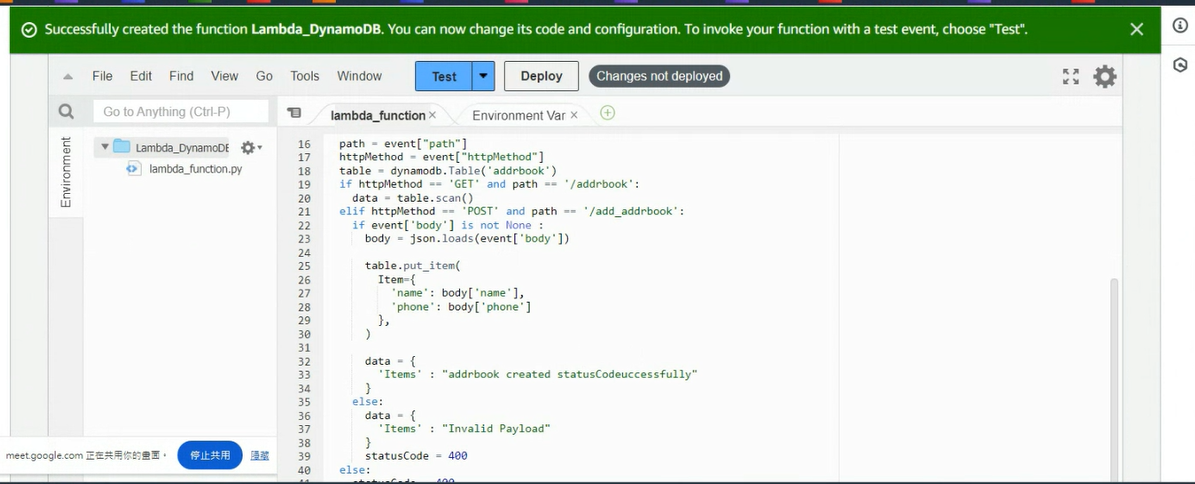 Successfully created the function Lambda_DynamoDB. You can now change its code and configuration. To invoke your function with a test event, choose "Test".
File Edit Find View Go Tools Window Test Deploy Changes not deployed
Go to Anything (Ctrl-P)
lambda_function Environment Var
Environment
Lambda_DynamoDB
lambda_function.py
16 path = event["path"]
17 httpMethod = event["httpMethod"]
18 table = dynamodb.Table('addrbook')
19 if httpMethod == 'GET' and path == '/addrbook':
20 data = table.scan()
21 elif httpMethod == 'POST' and path == '/add_addrbook':
22 if event['body'] is not None :
23 body = json.loads(event['body'])
24
25 table.put_item(
26 Item={
27 'name': body['name'],
28 'phone': body['phone']
29 },
30 )
31
32 data = {
33 'Items' : "addrbook created statusCodeuccessfully"
34 }
35 else:
36 data = {
37 'Items' : "Invalid Payload"
38 }
39 statusCode = 400
40 else:
41 statusCode = 400
meet.google.com 正在共用你的畫面。 停止共用 隱藏